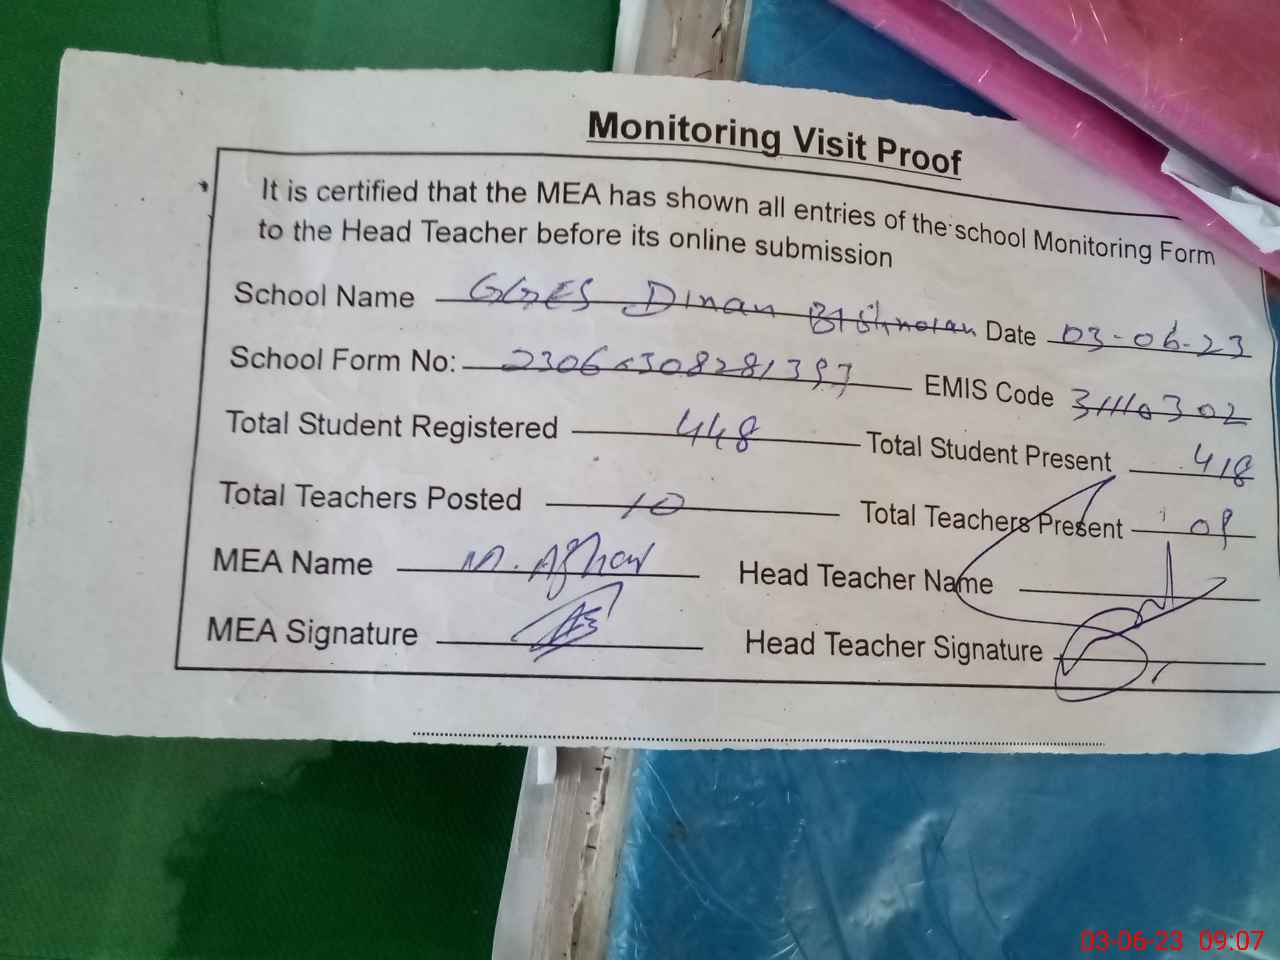 Monitoring Visit Proof
It is certified that the MEA has shown all entries of the school Monitoring Form
to the Head Teacher before its online submission
School Name GGES Dinan Bishnoian Date 03-06-23
School Form No: EMIS Code
Total Student Registered 448 Total Student Present 418
Total Teachers Posted 10 Total Teachers Present
MEA Name M. Head Teacher Name
MEA Signature Head Teacher Signature
03-06-23 09:07